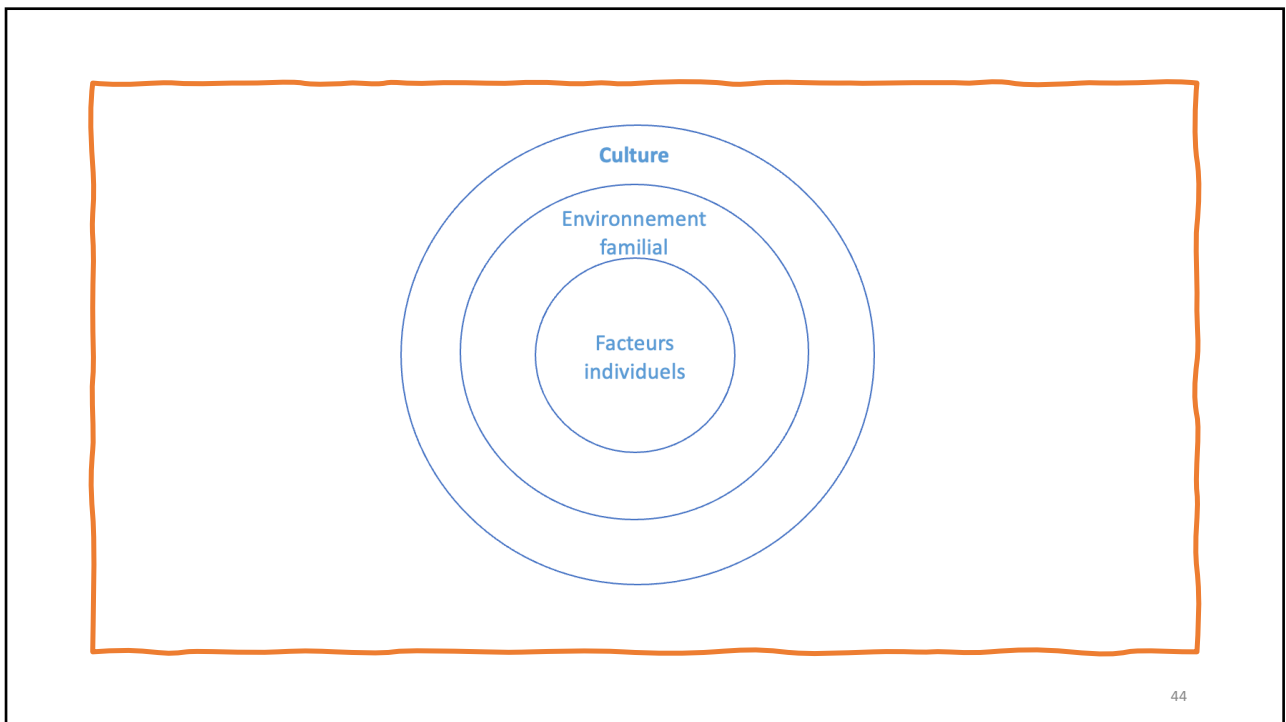 Culture
Environnement
familial
Facteurs
individuels
44